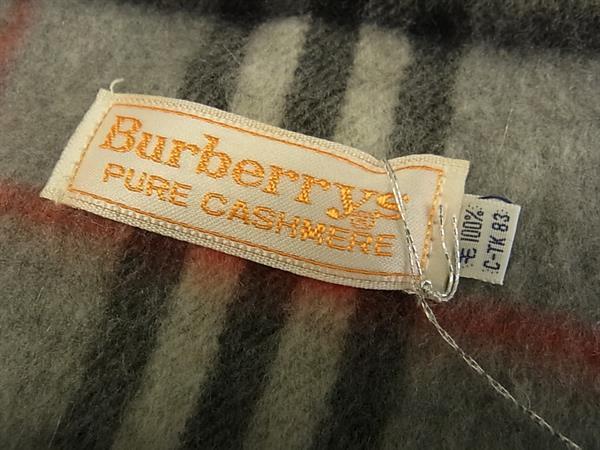 Burberrys®
PURE CASHMERE
E 100%
C-TK 83